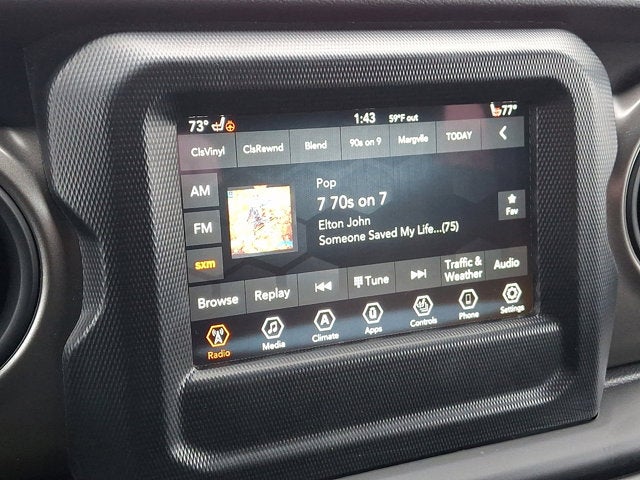 73° 1:43 59°F out 77°
ClsVinyl ClsRewnd Blend 90s on 9 Margvlle TODAY
AM
Pop
7 70s on 7
Fav
FM
Elton John
Someone Saved My Life...(75)
sxm
Browse Replay Tune Traffic & Weather Audio
Radio Media Climate Apps Controls Phone Settings